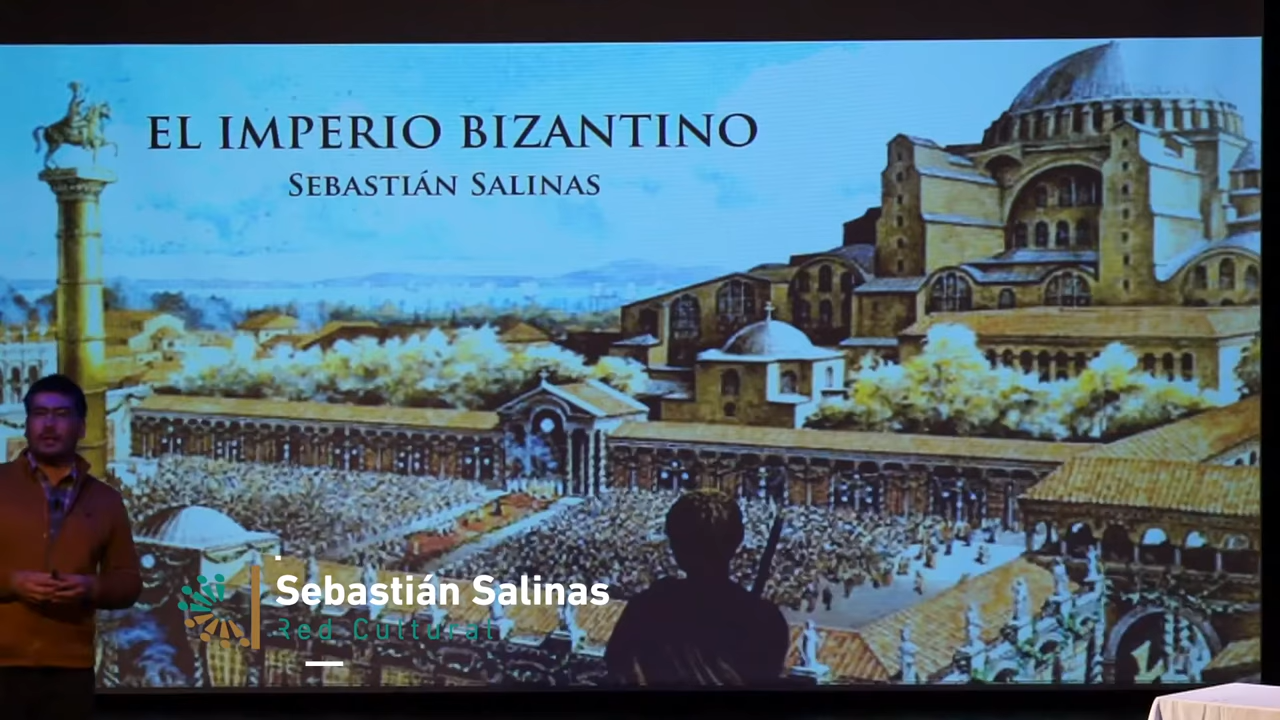 EL IMPERIO BIZANTINO
SEBASTIÁN SALINAS
Sebastián Salinas
Red Cultural